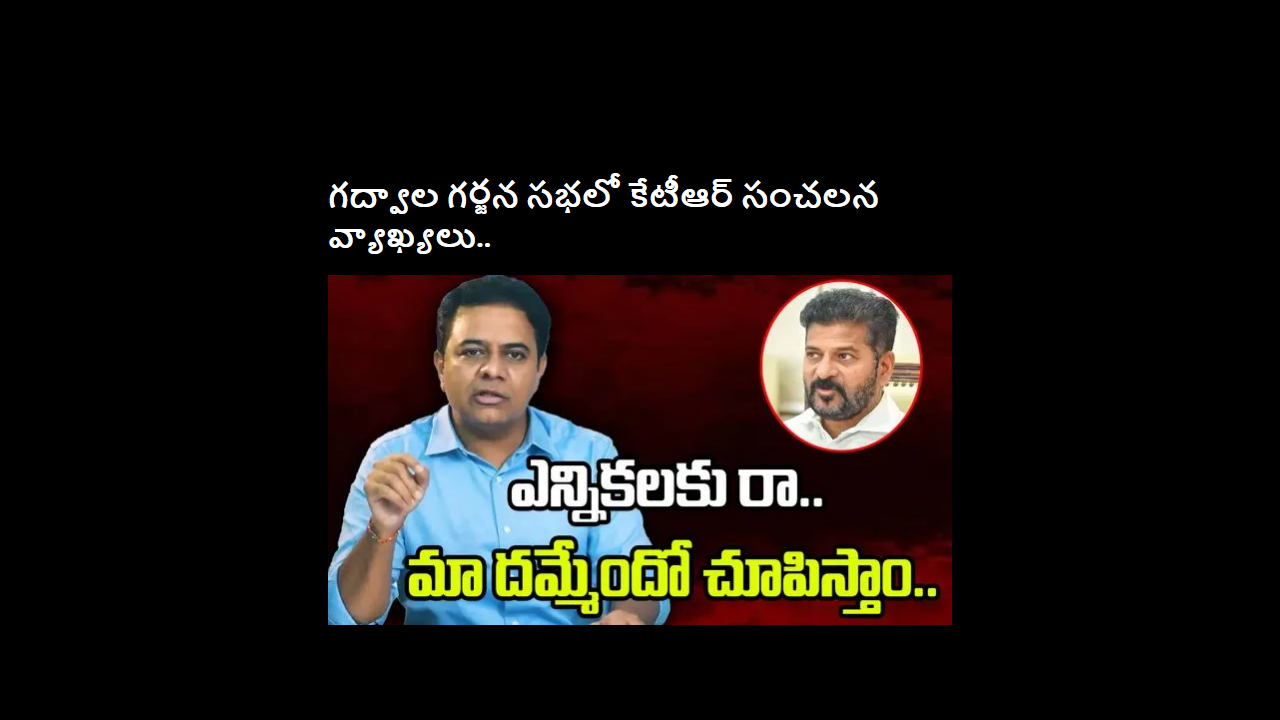 గద్వాల గర్జన సభలో కేటీఆర్ సంచలన
వ్యాఖ్యలు..
ఎన్నికలకు రా..
మా దమ్మేందో చూపిస్తాం..